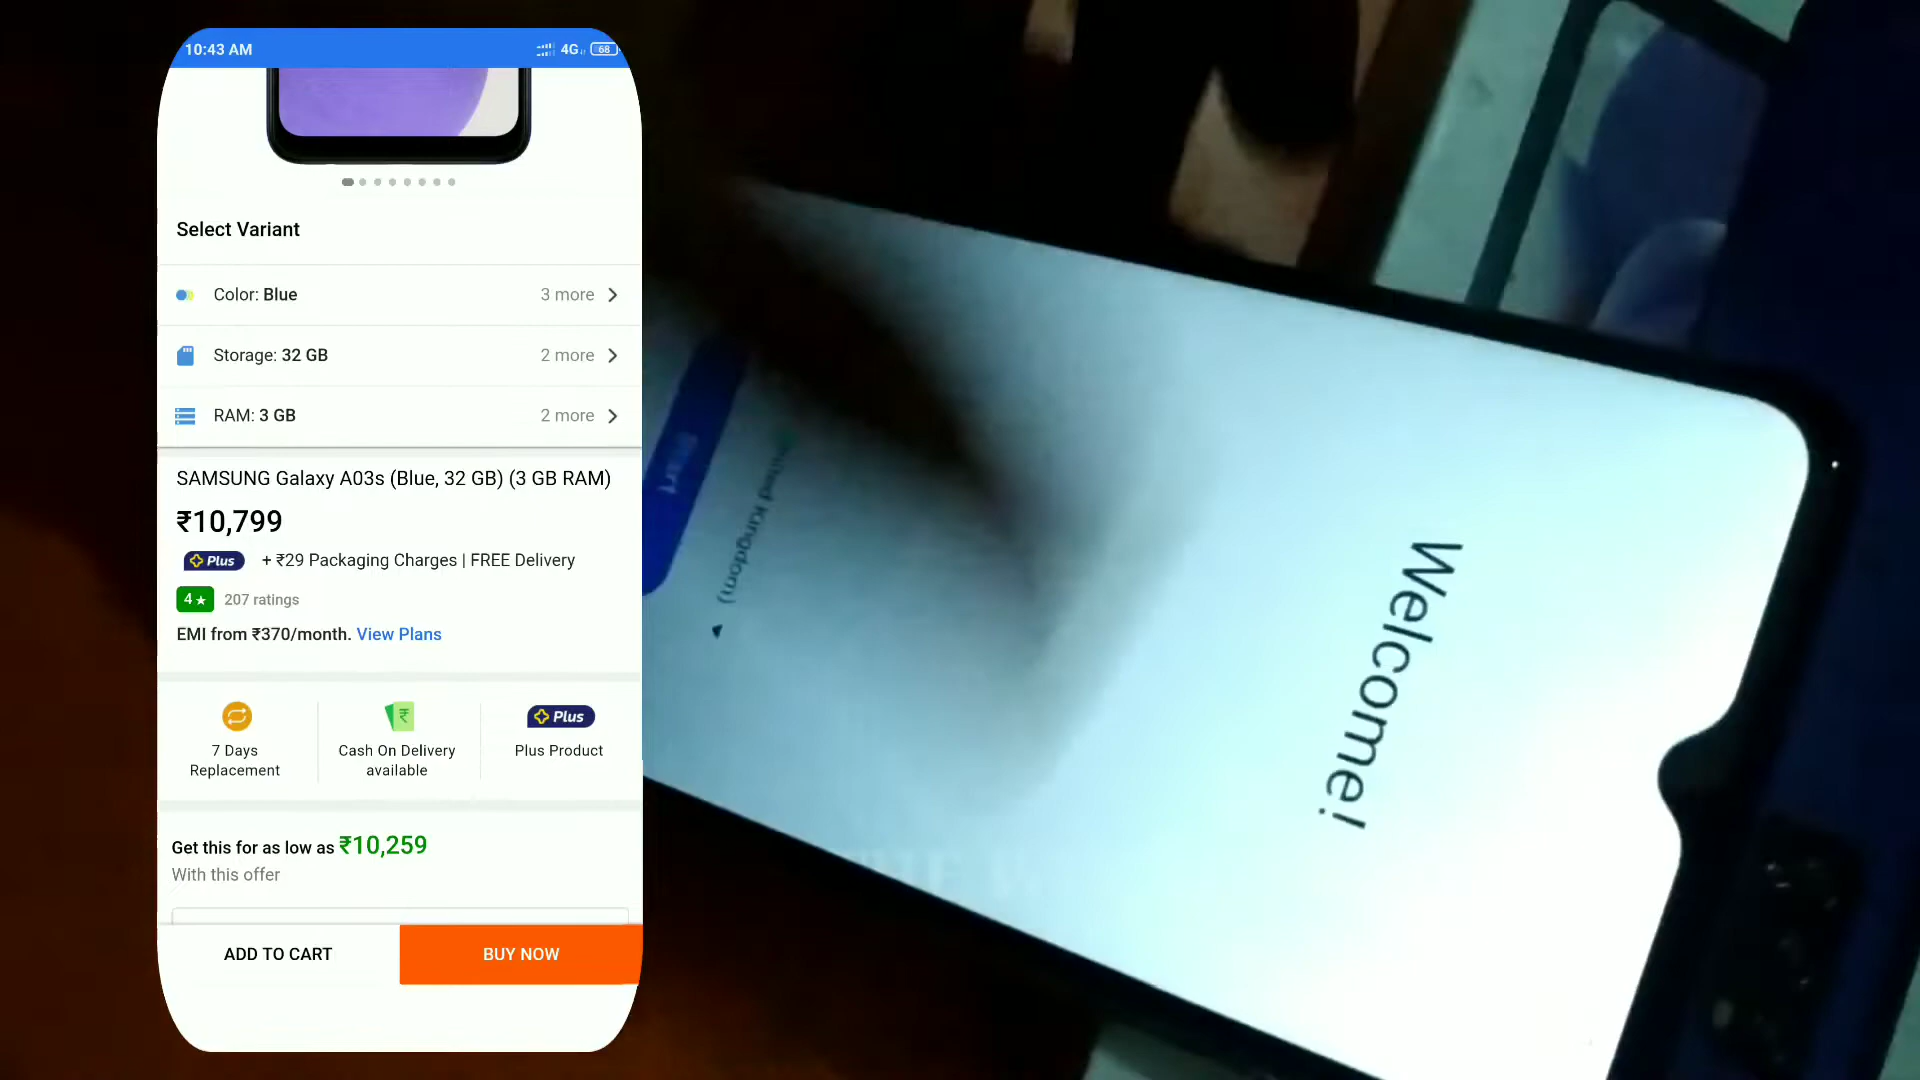 10:43 AM
4G
68
Select Variant
Color: Blue
3 more
Storage: 32 GB
2 more
RAM: 3 GB
2 more
SAMSUNG Galaxy A03s (Blue, 32 GB) (3 GB RAM)
₹10,799
Plus + ₹29 Packaging Charges | FREE Delivery
4★ 207 ratings
EMI from ₹370/month. View Plans
7 Days
Replacement
Cash On Delivery
available
Plus
Plus Product
Get this for as low as ₹10,259
With this offer
ADD TO CART
BUY NOW
Welcome!
Kingdom)